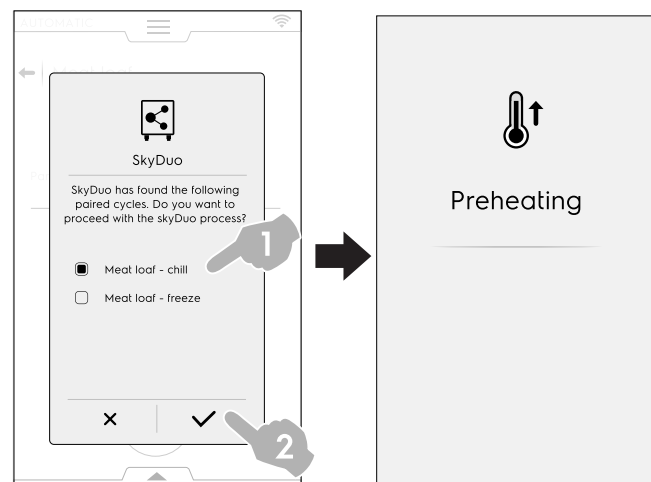 AUTOMATIC
SkyDuo
SkyDuo has found the following
paired cycles. Do you want to
proceed with the skyDuo process?
1
Meat loaf - chill
Meat loaf - freeze
2
Preheating